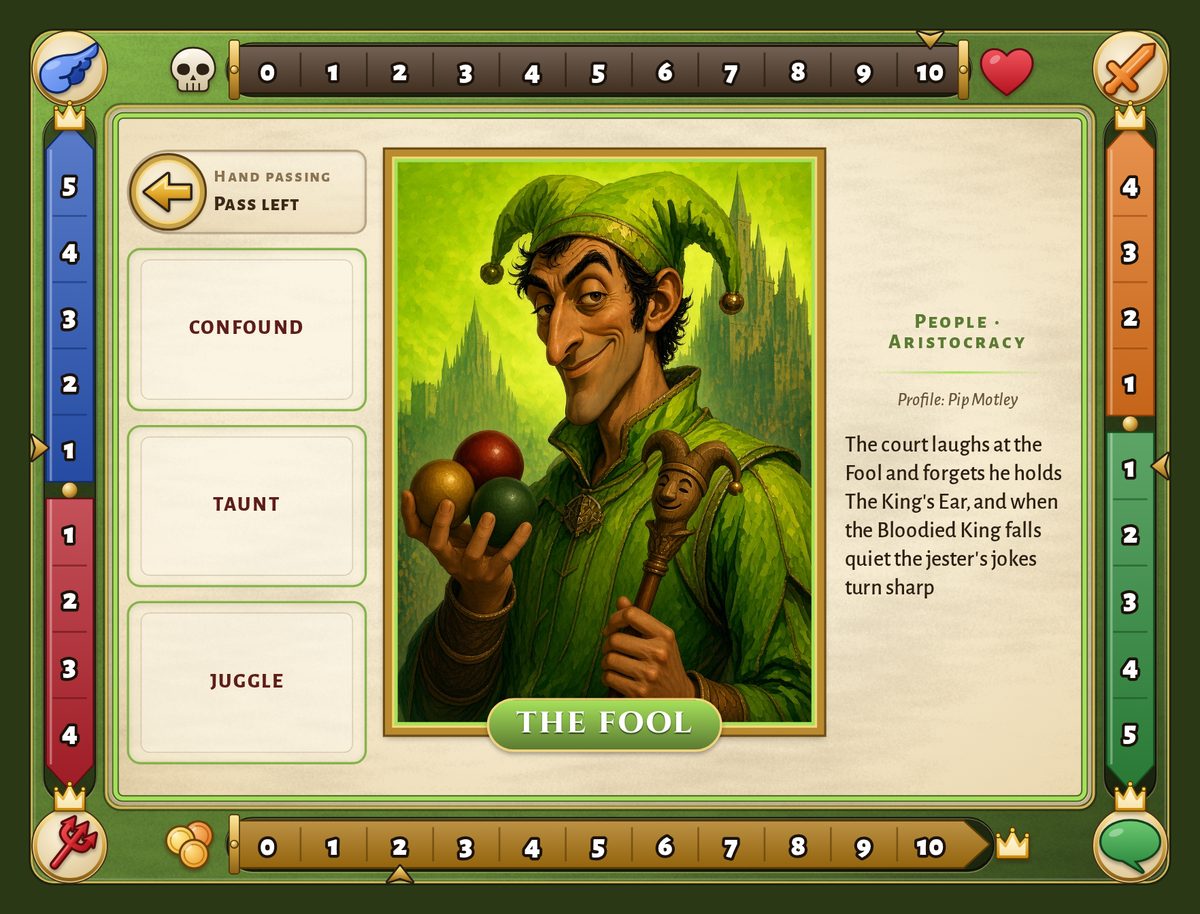 0 1 2 3 4 5 6 7 8 9 10
5
4
3
2
1
1
2
3
4
Hand passing
Pass left
CONFOUND
TAUNT
JUGGLE
THE FOOL
People ·
Aristocracy
Profile: Pip Motley
The court laughs at the
Fool and forgets he holds
The King's Ear, and when
the Bloodied King falls
quiet the jester's jokes
turn sharp
4
3
2
1
1
2
3
4
5
0 1 2 3 4 5 6 7 8 9 10